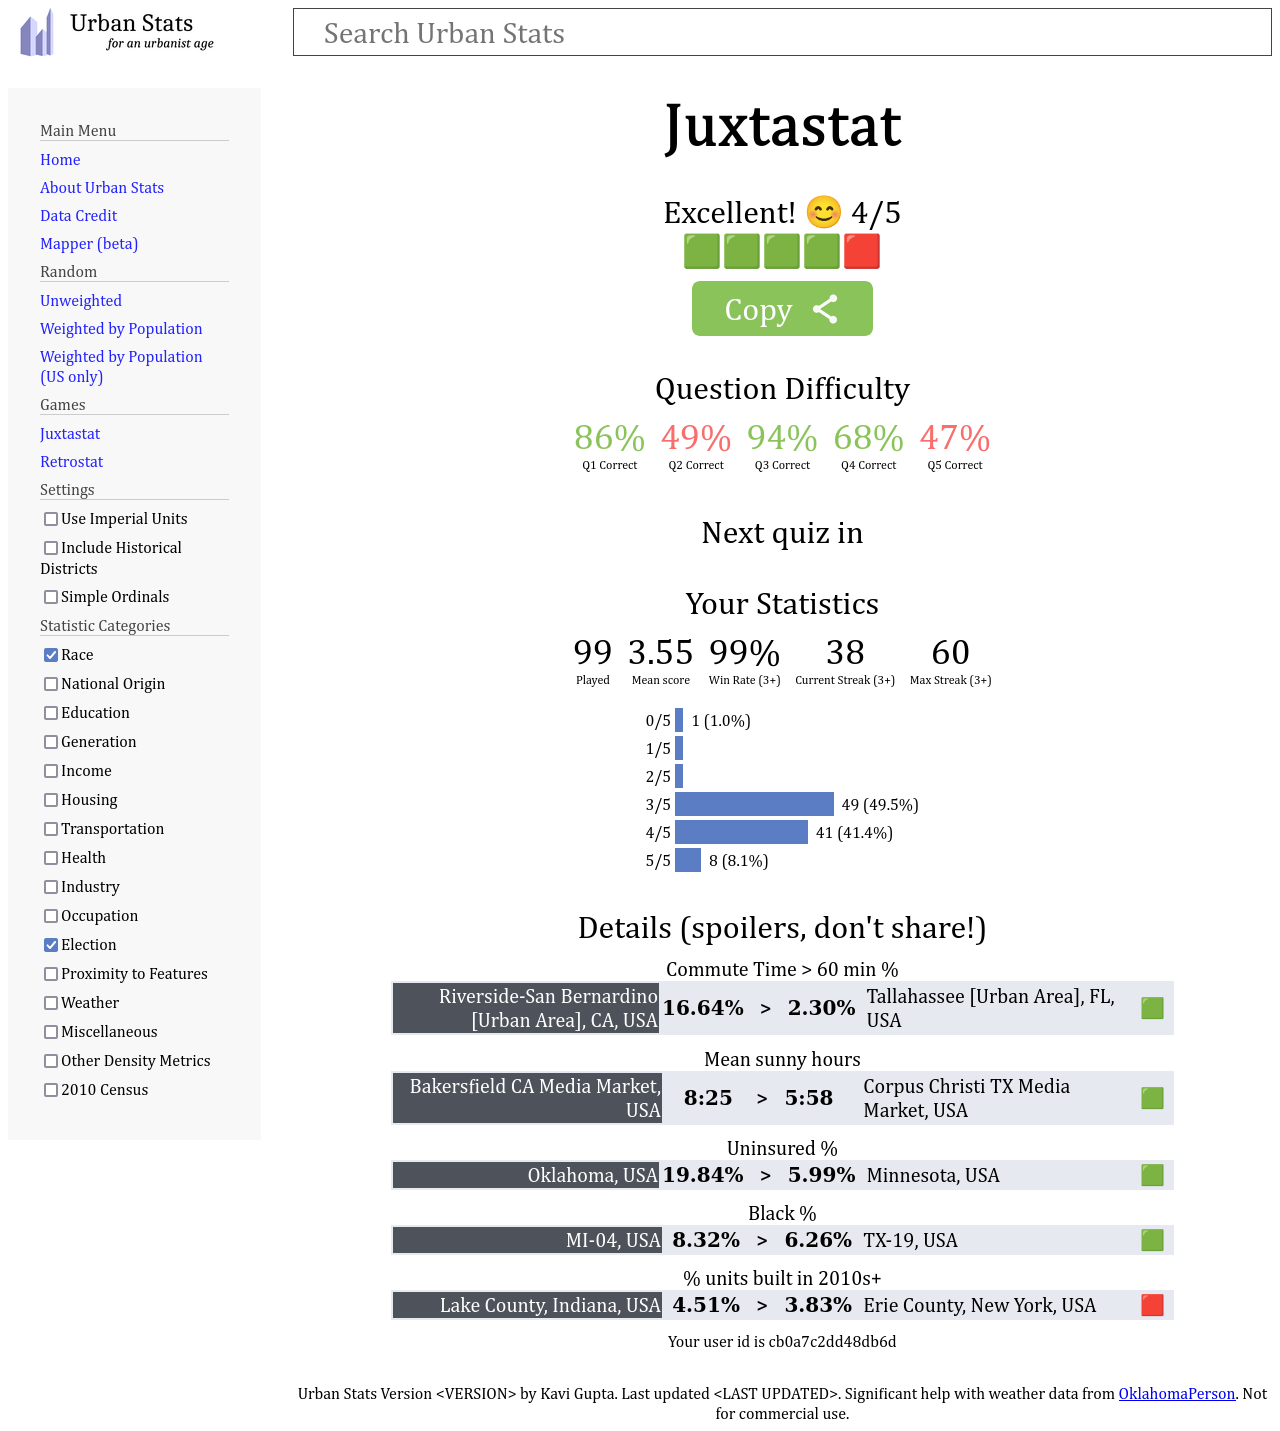 Urban Stats
for an urbanist age
Search Urban Stats
Main Menu
Home
About Urban Stats
Data Credit
Mapper (beta)
Random
Unweighted
Weighted by Population
Weighted by Population
(US only)
Games
Juxtastat
Retrostat
Settings
Use Imperial Units
Include Historical
Districts
Simple Ordinals
Statistic Categories
Race
National Origin
Education
Generation
Income
Housing
Transportation
Health
Industry
Occupation
Election
Proximity to Features
Weather
Miscellaneous
Other Density Metrics
2010 Census
Juxtastat
Excellent! 😊 4/5
🟩🟩🟩🟩🟥
Copy
Question Difficulty
86% 49% 94% 68% 47%
Q1 Correct Q2 Correct Q3 Correct Q4 Correct Q5 Correct
Next quiz in
Your Statistics
99 3.55 99% 38 60
Played Mean score Win Rate (3+) Current Streak (3+) Max Streak (3+)
0/5 1 (1.0%)
1/5
2/5
3/5 49 (49.5%)
4/5 41 (41.4%)
5/5 8 (8.1%)
Details (spoilers, don't share!)
Commute Time > 60 min %
Riverside-San Bernardino
[Urban Area], CA, USA
16.64% > 2.30%
Tallahassee [Urban Area], FL,
USA
🟩
Mean sunny hours
Bakersfield CA Media Market,
USA
8:25 > 5:58
Corpus Christi TX Media
Market, USA
🟩
Uninsured %
Oklahoma, USA 19.84% > 5.99% Minnesota, USA 🟩
Black %
MI-04, USA 8.32% > 6.26% TX-19, USA 🟩
% units built in 2010s+
Lake County, Indiana, USA 4.51% > 3.83% Erie County, New York, USA 🟥
Your user id is cb0a7c2dd48db6d
Urban Stats Version <VERSION> by Kavi Gupta. Last updated <LAST UPDATED>. Significant help with weather data from OklahomaPerson. Not
for commercial use.